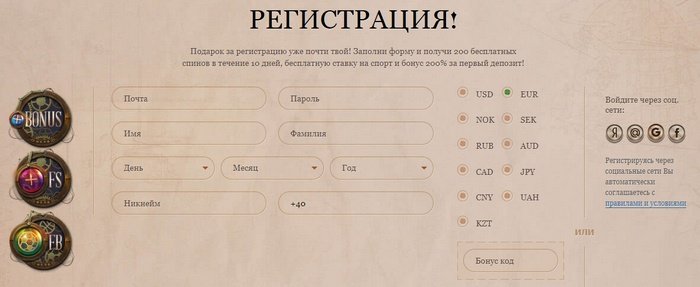 РЕГИСТРАЦИЯ!
Подарок за регистрацию уже почти твой! Заполни форму и получи 200 бесплатных
спинов в течение 10 дней, бесплатную ставку на спорт и бонус 200% за первый депозит!
BONUS
FS
FB
Почта
Пароль
Имя
Фамилия
День
Месяц
Год
Никнейм
+40
USD
EUR
NOK
SEK
RUB
AUD
CAD
JPY
CNY
UAH
KZT
Бонус код
или
Войдите через соц.
сети:
Я @ G f
Регистрируясь через
социальные сети Вы
автоматически
соглашаетесь с
правилами и условиями